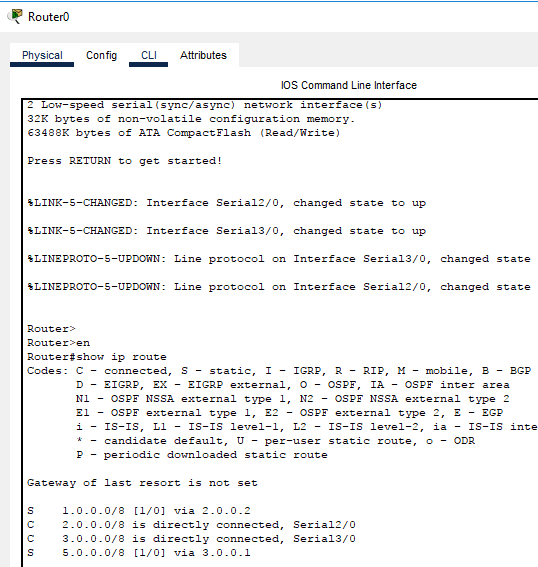 Router0
Physical Config CLI Attributes
IOS Command Line Interface
2 Low-speed serial(sync/async) network interface(s)
32K bytes of non-volatile configuration memory.
63488K bytes of ATA CompactFlash (Read/Write)
Press RETURN to get started!
%LINK-5-CHANGED: Interface Serial2/0, changed state to up
%LINK-5-CHANGED: Interface Serial3/0, changed state to up
%LINEPROTO-5-UPDOWN: Line protocol on Interface Serial3/0, changed state
%LINEPROTO-5-UPDOWN: Line protocol on Interface Serial2/0, changed state
Router>
Router>en
Router#show ip route
Codes: C - connected, S - static, I - IGRP, R - RIP, M - mobile, B - BGP
D - EIGRP, EX - EIGRP external, O - OSPF, IA - OSPF inter area
N1 - OSPF NSSA external type 1, N2 - OSPF NSSA external type 2
E1 - OSPF external type 1, E2 - OSPF external type 2, E - EGP
i - IS-IS, L1 - IS-IS level-1, L2 - IS-IS level-2, ia - IS-IS inte
* - candidate default, U - per-user static route, o - ODR
P - periodic downloaded static route
Gateway of last resort is not set
S 1.0.0.0/8 [1/0] via 2.0.0.2
C 2.0.0.0/8 is directly connected, Serial2/0
C 3.0.0.0/8 is directly connected, Serial3/0
S 5.0.0.0/8 [1/0] via 3.0.0.1